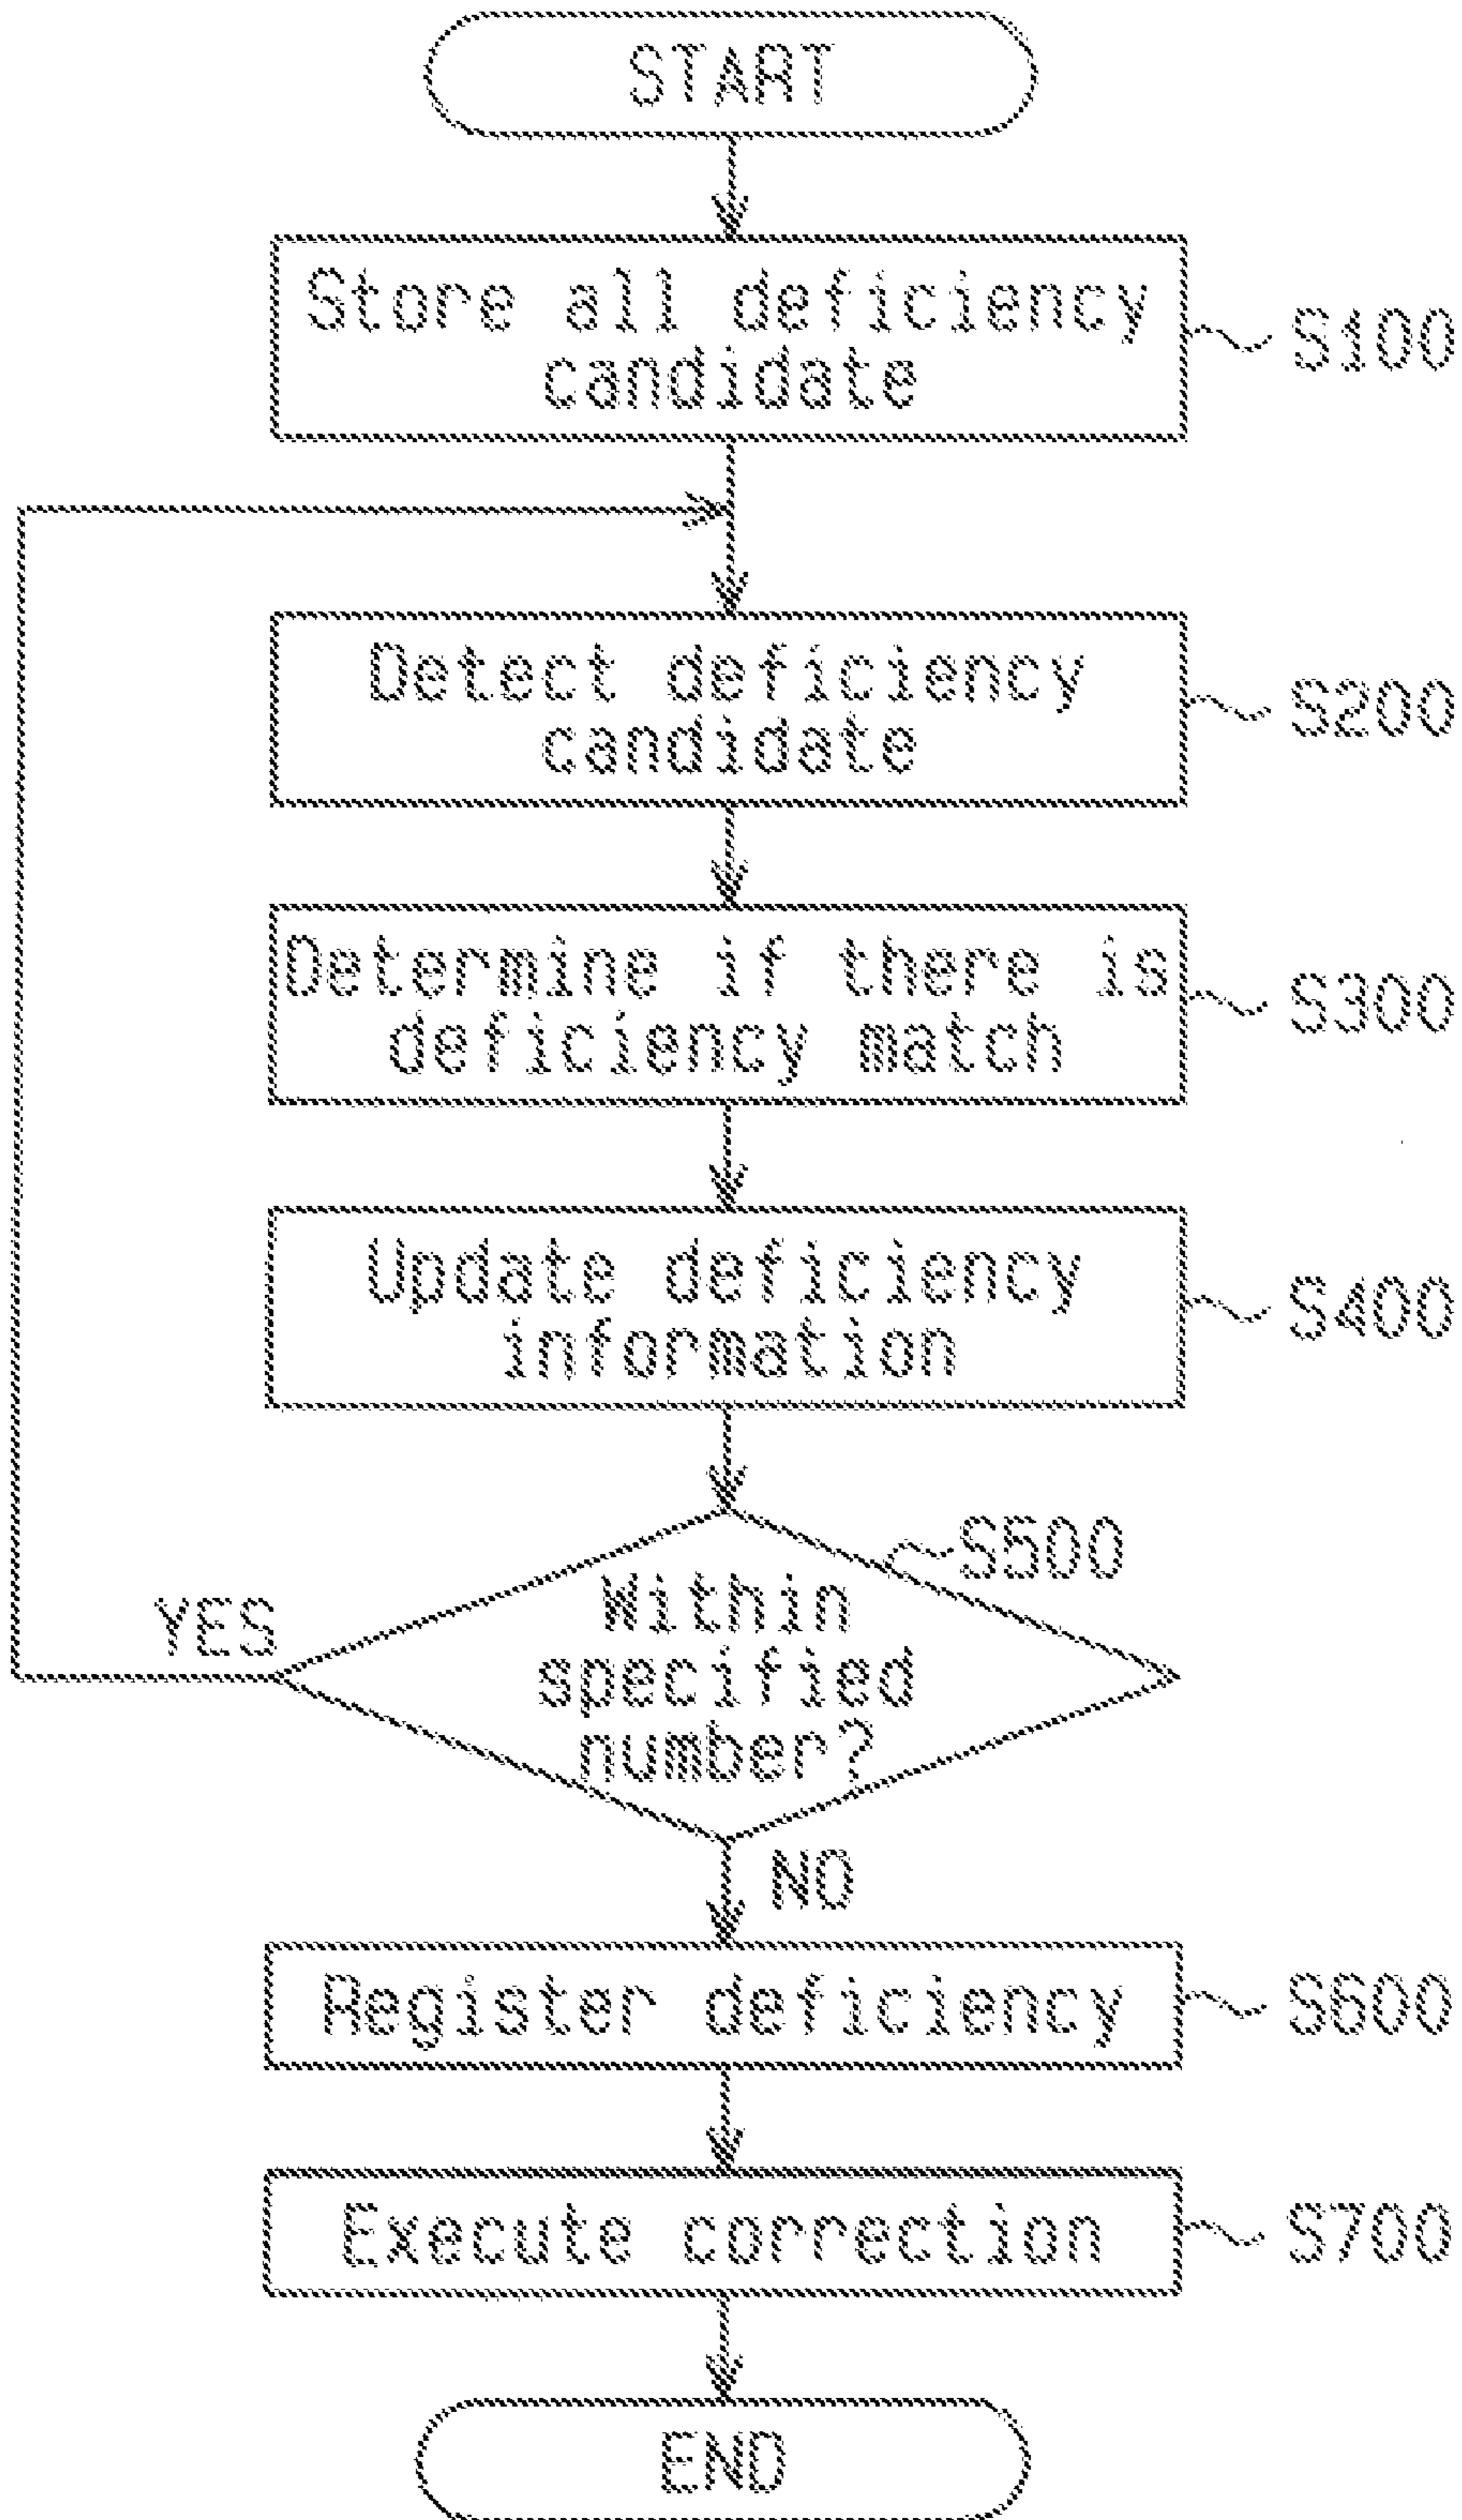 START
Store all deficiency
candidate
S100
Detect deficiency
candidate
S200
Determine if there is
deficiency match
S300
Update deficiency
information
S400
S500
Within
specified
number?
YES
NO
Register deficiency
S600
Execute correction
S700
END